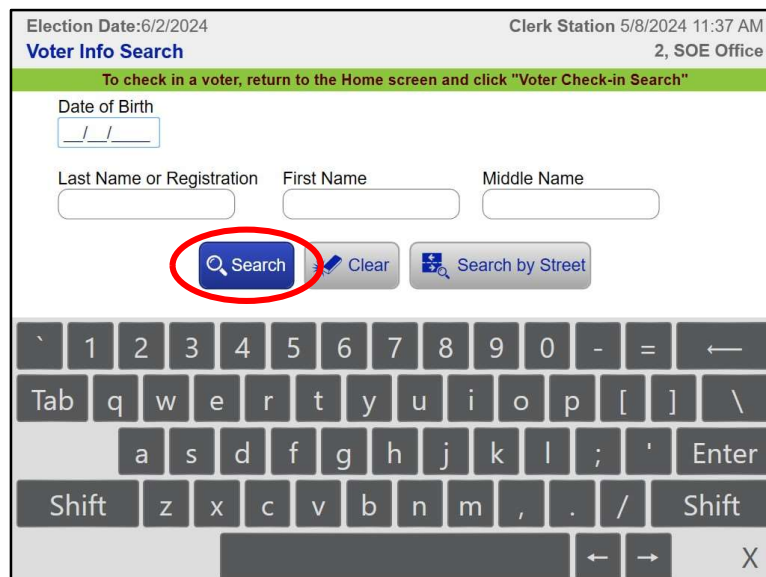 Election Date:6/2/2024 Clerk Station 5/8/2024 11:37 AM
Voter Info Search 2, SOE Office
To check in a voter, return to the Home screen and click "Voter Check-in Search"
Date of Birth
__/__/____
Last Name or Registration First Name Middle Name
Search Clear Search by Street
` 1 2 3 4 5 6 7 8 9 0 - = ←
Tab q w e r t y u i o p [ ] \
a s d f g h j k l ; ' Enter
Shift z x c v b n m , . / Shift
← → X